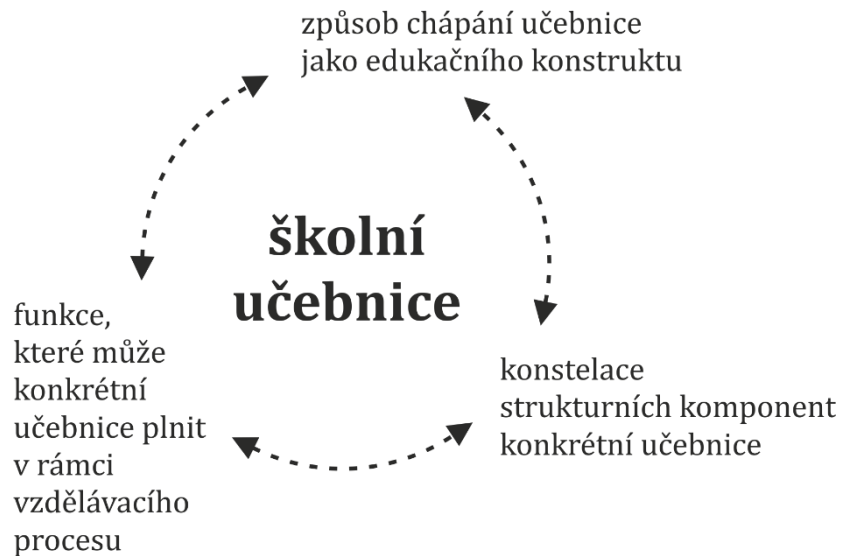 způsob chápání učebnice
jako edukačního konstruktu
školní
učebnice
funkce,
které může
konkrétní
učebnice plnit
v rámci
vzdělávacího
procesu
konstelace
strukturních komponent
konkrétní učebnice